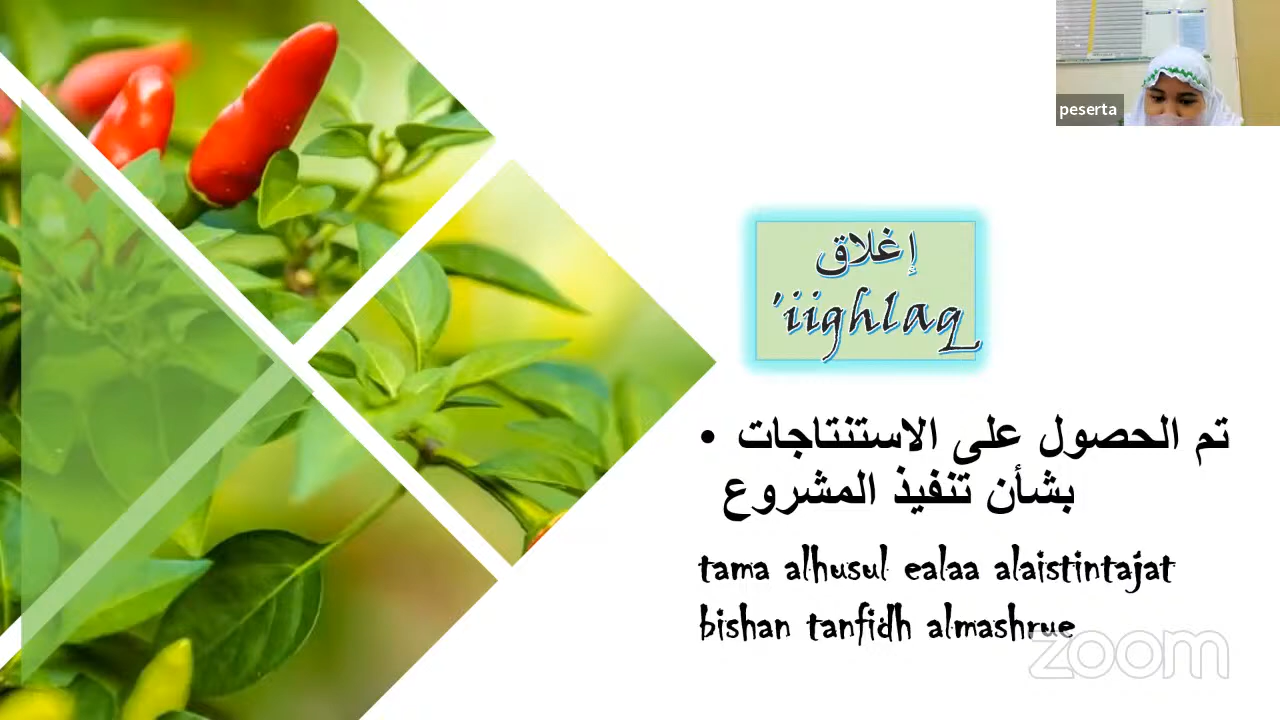 peserta
إغلاق
'iighlaq
• تم الحصول على الاستنتاجات
بشأن تنفيذ المشروع
tama alhusul ealaa alaistintajat
bishan tanfidh almashrue
zoom